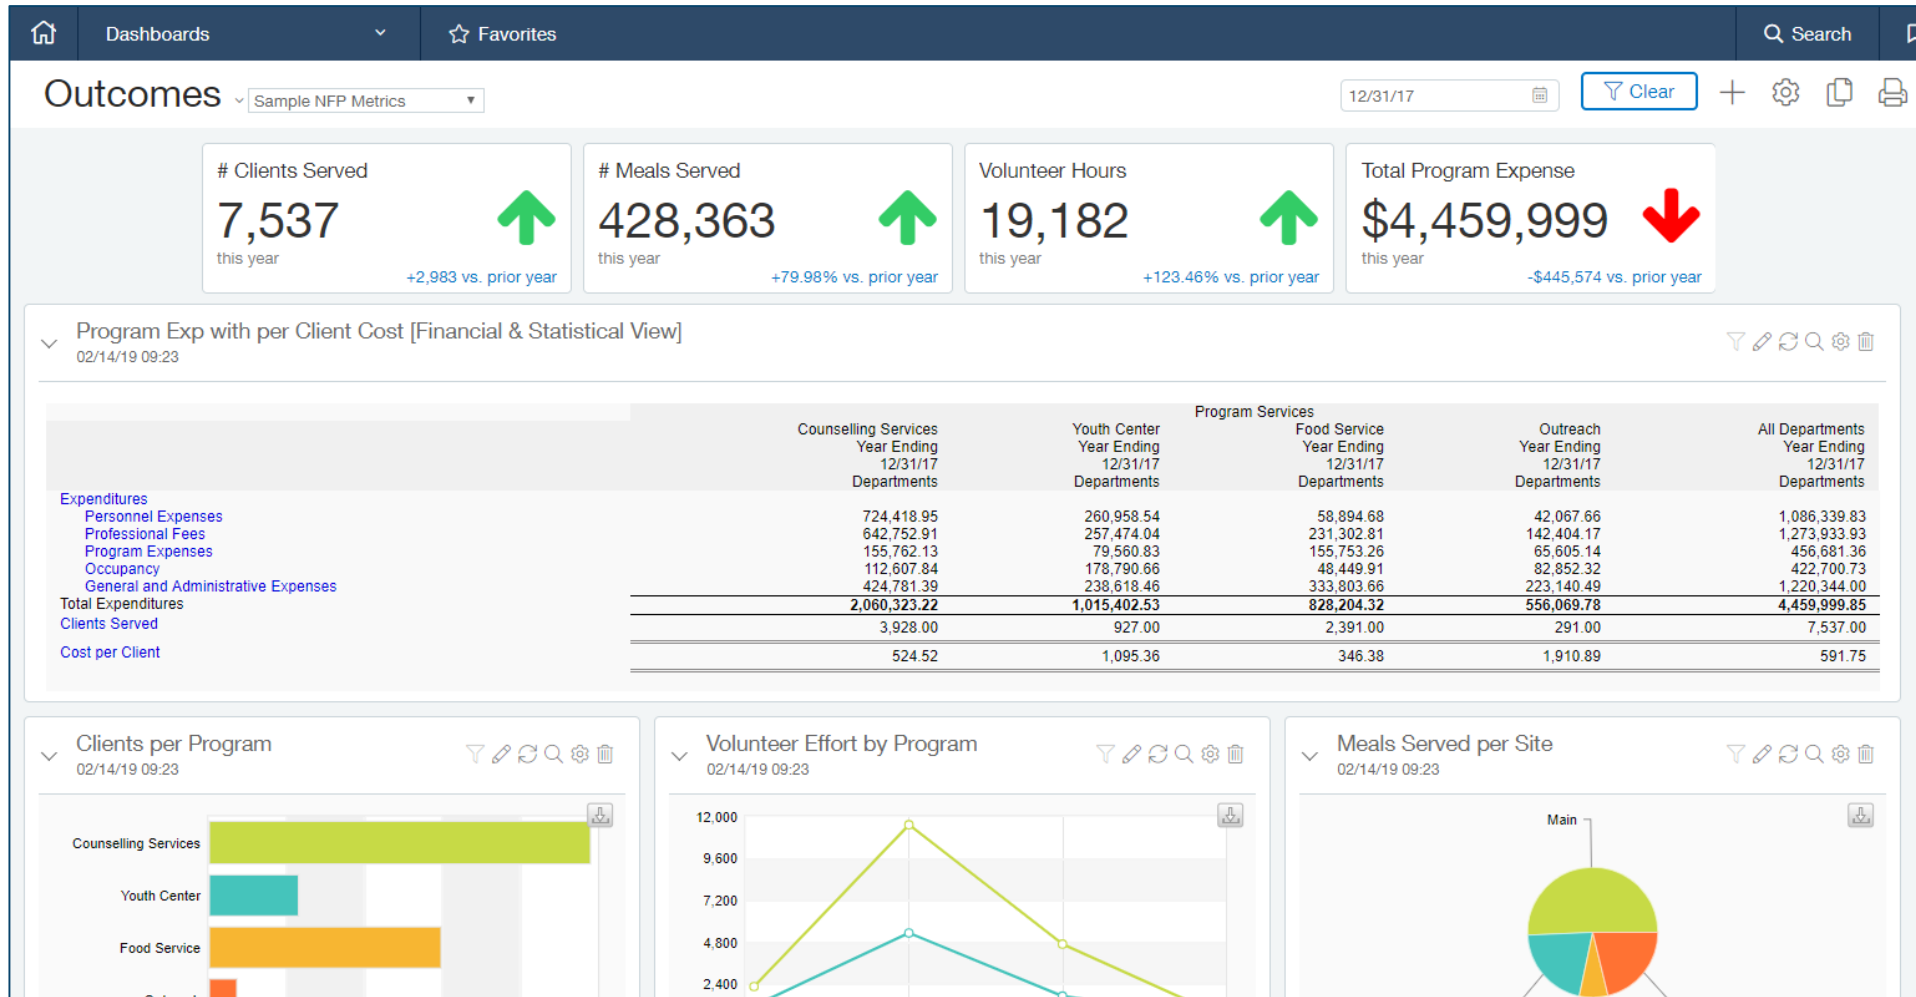 Dashboards
Favorites
Search
Outcomes
Sample NFP Metrics
12/31/17
Clear
# Clients Served
7,537
this year
+2,983 vs. prior year
# Meals Served
428,363
this year
+79.98% vs. prior year
Volunteer Hours
19,182
this year
+123.46% vs. prior year
Total Program Expense
$4,459,999
this year
-$445,574 vs. prior year
Program Exp with per Client Cost [Financial & Statistical View]
02/14/19 09:23
Program Services
Counselling Services Youth Center Food Service Outreach All Departments
Year Ending Year Ending Year Ending Year Ending Year Ending
12/31/17 12/31/17 12/31/17 12/31/17 12/31/17
Departments Departments Departments Departments Departments
Expenditures
Personnel Expenses 724,418.95 260,958.54 58,894.68 42,067.66 1,086,339.83
Professional Fees 642,752.91 257,474.04 231,302.81 142,404.17 1,273,933.93
Program Expenses 155,762.13 79,560.83 155,753.26 65,605.14 456,681.36
Occupancy 112,607.84 178,790.66 48,449.91 82,852.32 422,700.73
General and Administrative Expenses 424,781.39 238,618.46 333,803.66 223,140.49 1,220,344.00
Total Expenditures 2,060,323.22 1,015,402.53 828,204.32 556,069.78 4,459,999.85
Clients Served 3,928.00 927.00 2,391.00 291.00 7,537.00
Cost per Client 524.52 1,095.36 346.38 1,910.89 591.75
Clients per Program
02/14/19 09:23
Counselling Services
Youth Center
Food Service
Volunteer Effort by Program
02/14/19 09:23
12,000
9,600
7,200
4,800
2,400
Meals Served per Site
02/14/19 09:23
Main